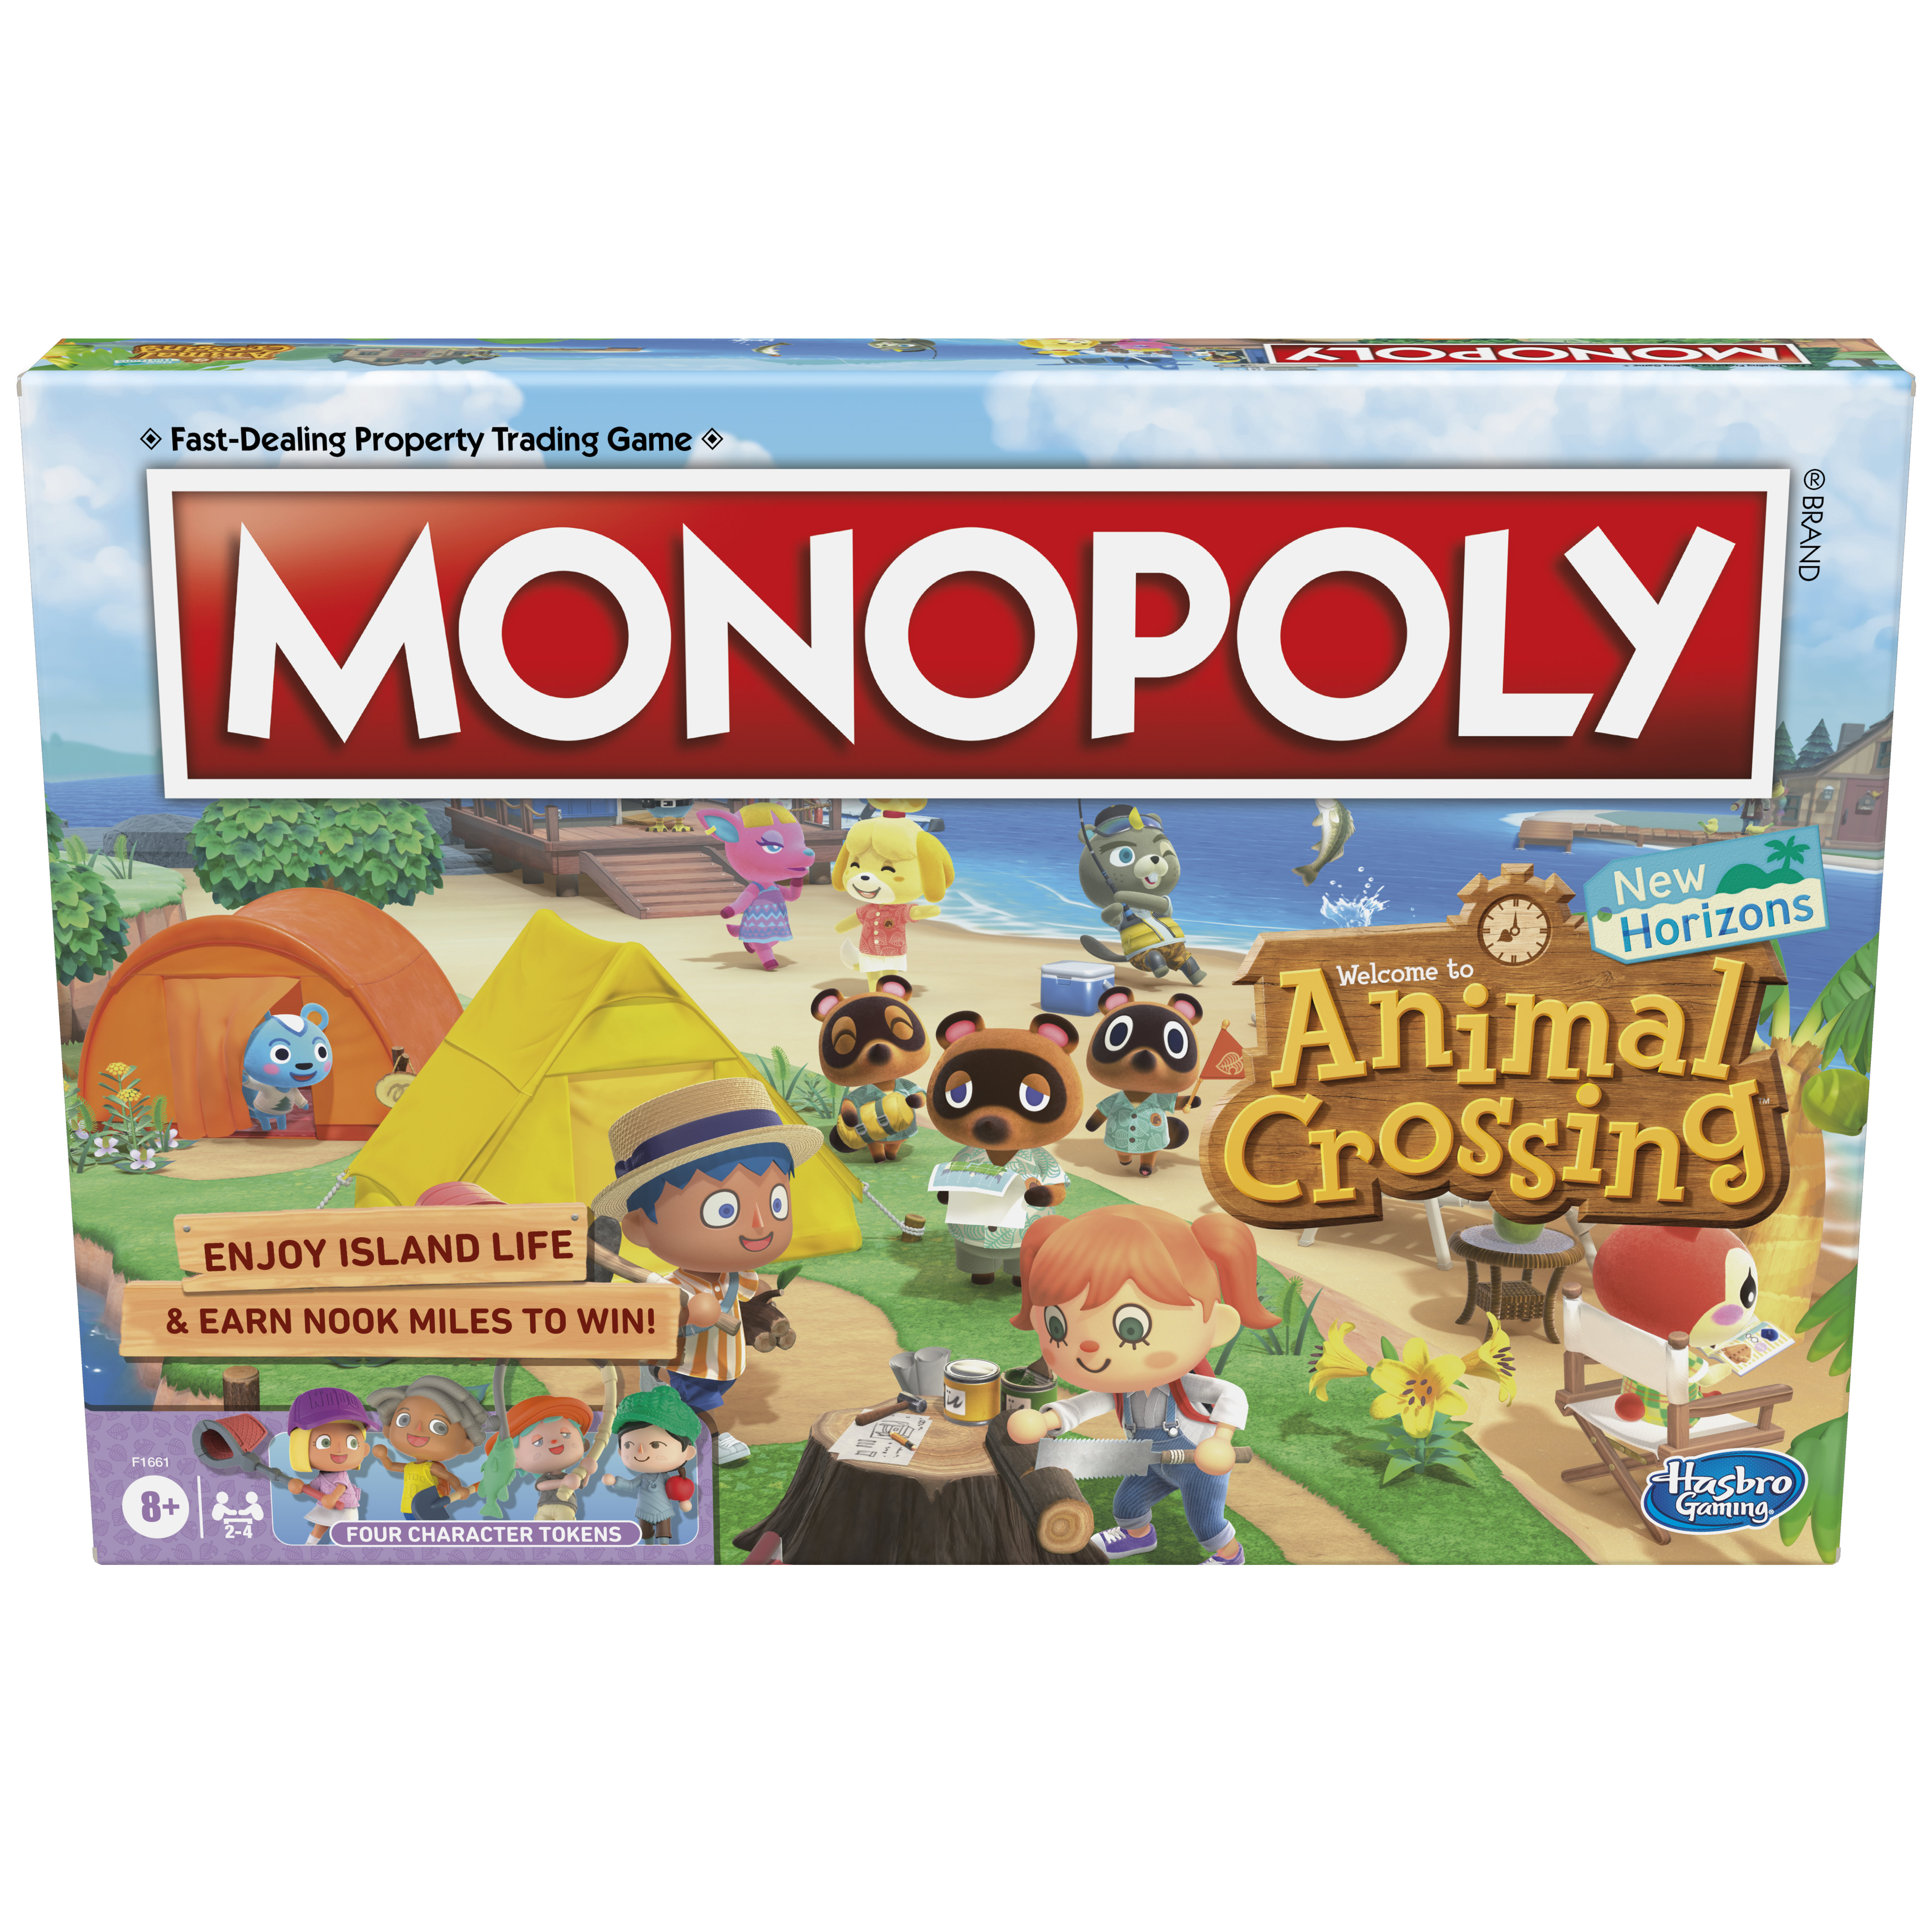 MONOPOLY
◈ Fast-Dealing Property Trading Game ◈
MONOPOLY
® BRAND
New
Horizons
Welcome to
Animal
Crossing™
ENJOY ISLAND LIFE
& EARN NOOK MILES TO WIN!
F1661
8+
2-4
FOUR CHARACTER TOKENS
Hasbro
Gaming®